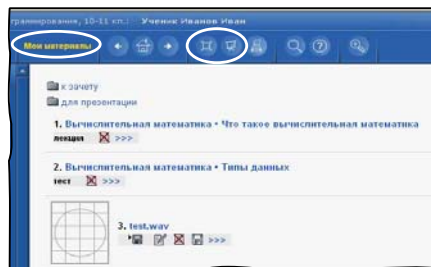 граммирования, 10-11 кл.: Ученик Иванов Иван
Мои материалы
к зачету
для презентации
1. Вычислительная математика • Что такое вычислительная математика
лекция >>>
2. Вычислительная математика • Типы данных
тест >>>
3. test.wav
>>>